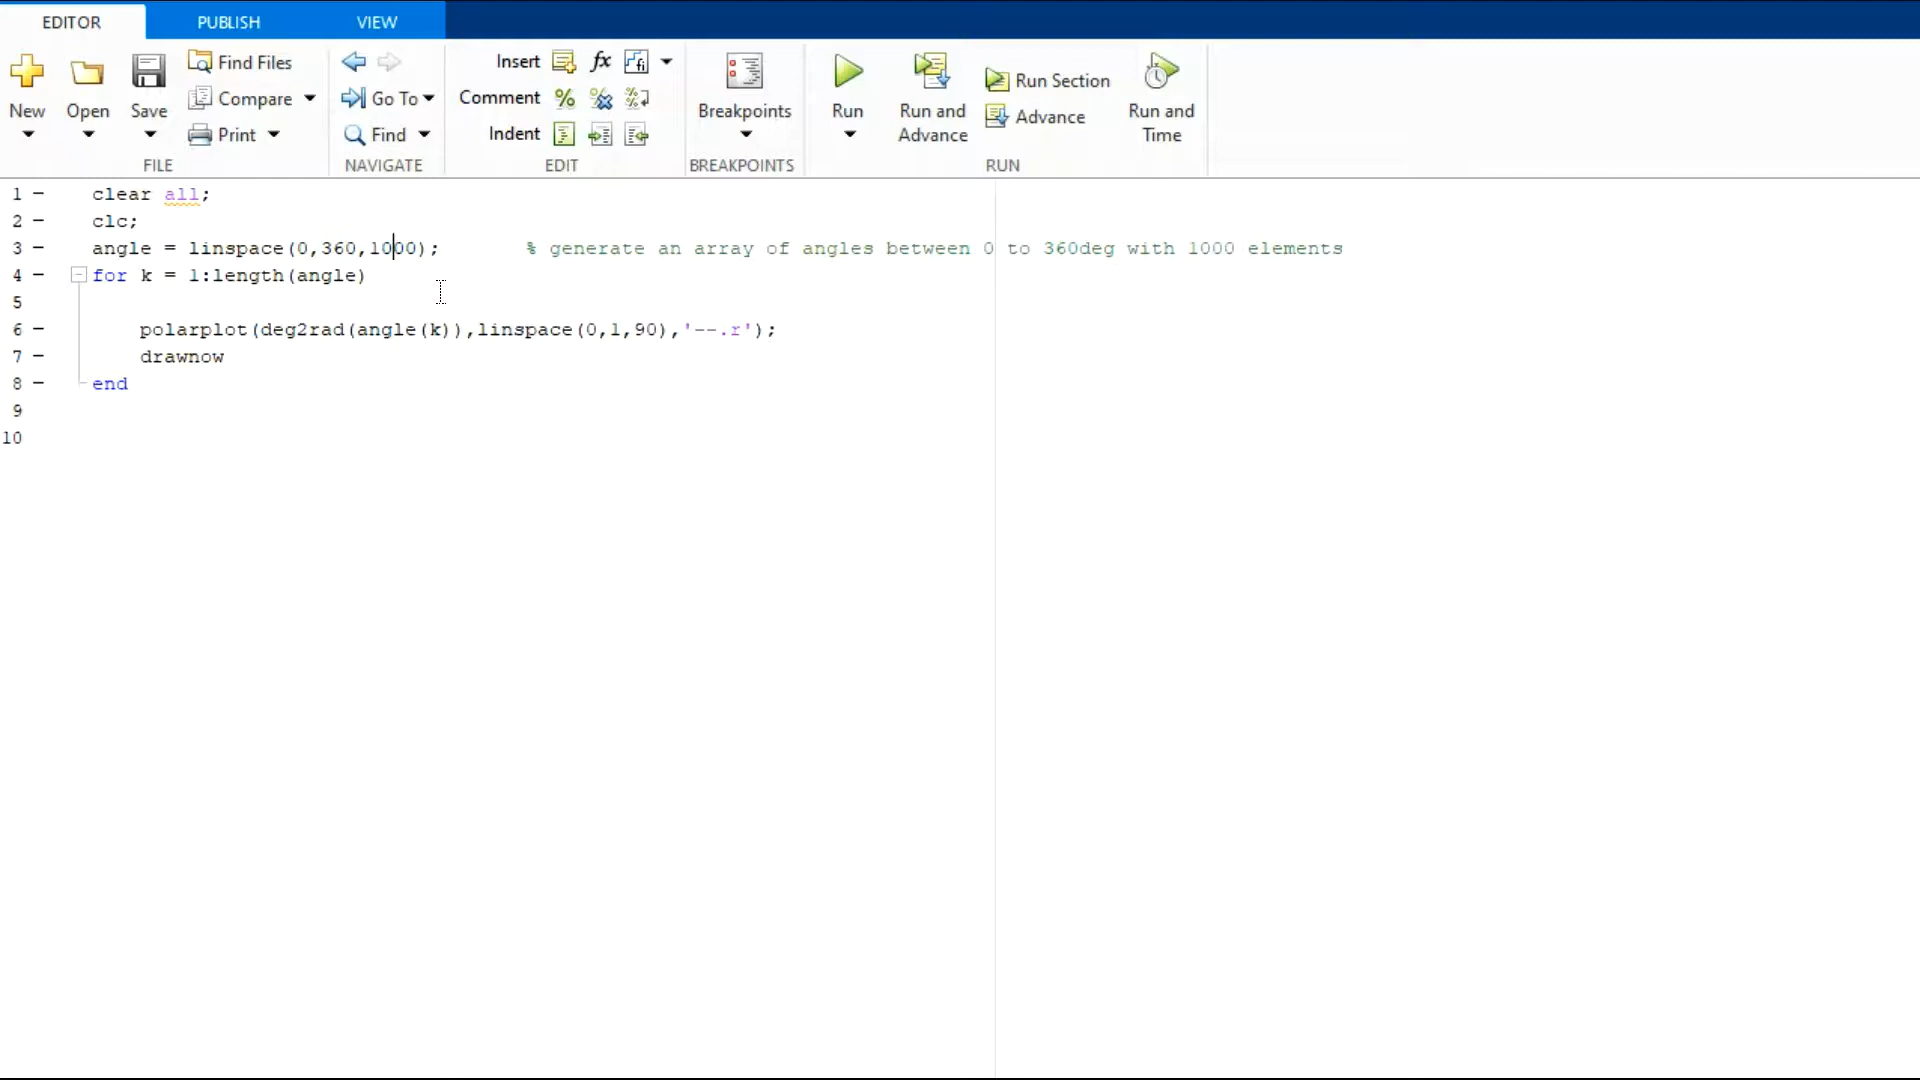 EDITOR PUBLISH VIEW
New
Open
Save
Find Files
Compare
Print
FILE
Go To
Find
NAVIGATE
Insert fx
Comment %
Indent
EDIT
Breakpoints
BREAKPOINTS
Run
Run and
Advance
Run Section
Advance
Run and
Time
RUN
1 - clear all;
2 - clc;
3 - angle = linspace(0,360,1000); % generate an array of angles between 0 to 360deg with 1000 elements
4 - for k = 1:length(angle)
5
6 - polarplot(deg2rad(angle(k)),linspace(0,1,90),'--.r');
7 - drawnow
8 - end
9
10